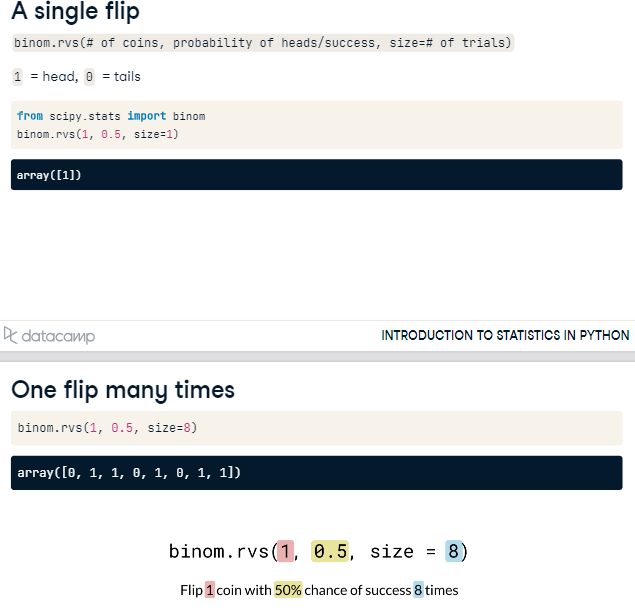 A single flip
binom.rvs(# of coins, probability of heads/success, size=# of trials)
1 = head, 0 = tails
from scipy.stats import binom
binom.rvs(1, 0.5, size=1)
array([1])
datacamp
INTRODUCTION TO STATISTICS IN PYTHON
One flip many times
binom.rvs(1, 0.5, size=8)
array([0, 1, 1, 0, 1, 0, 1, 1])
binom.rvs(1, 0.5, size = 8)
Flip 1 coin with 50% chance of success 8 times